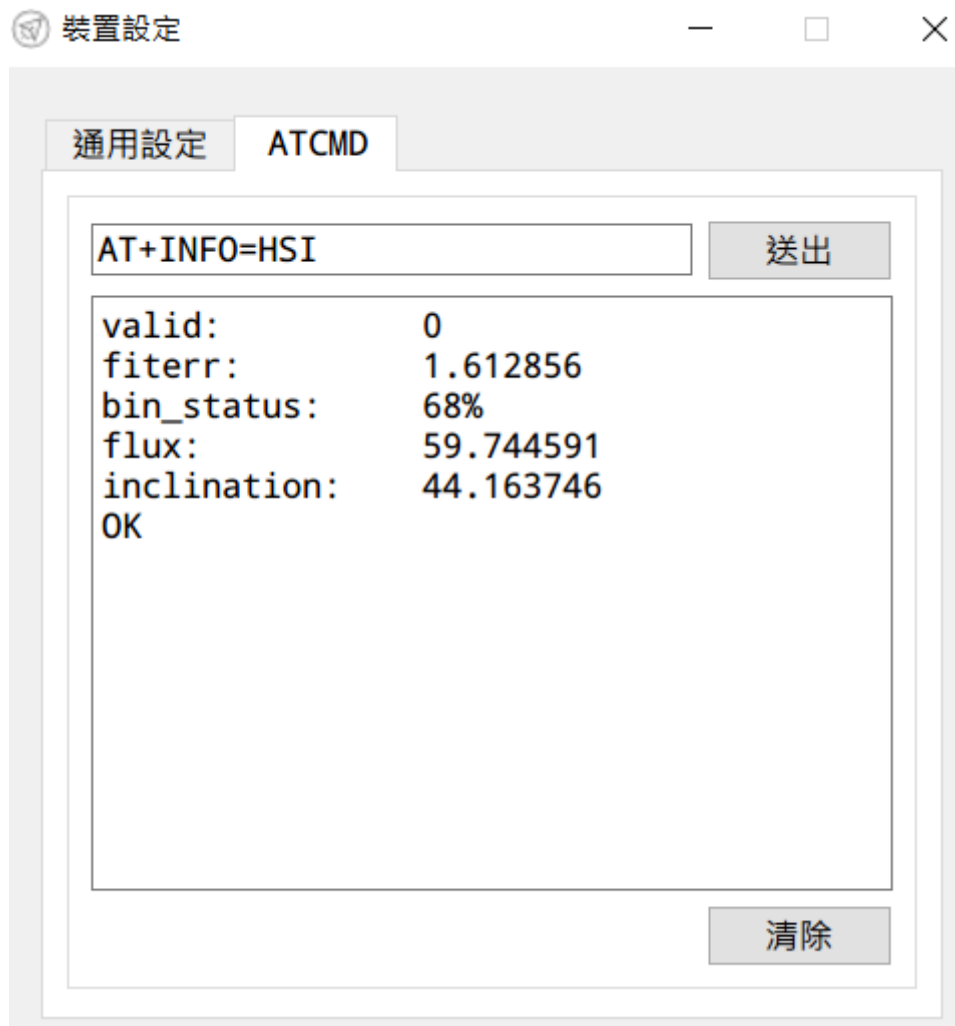 裝置設定
通用設定 ATCMD
AT+INFO=HSI 送出
valid: 0
fiterr: 1.612856
bin_status: 68%
flux: 59.744591
inclination: 44.163746
OK
清除